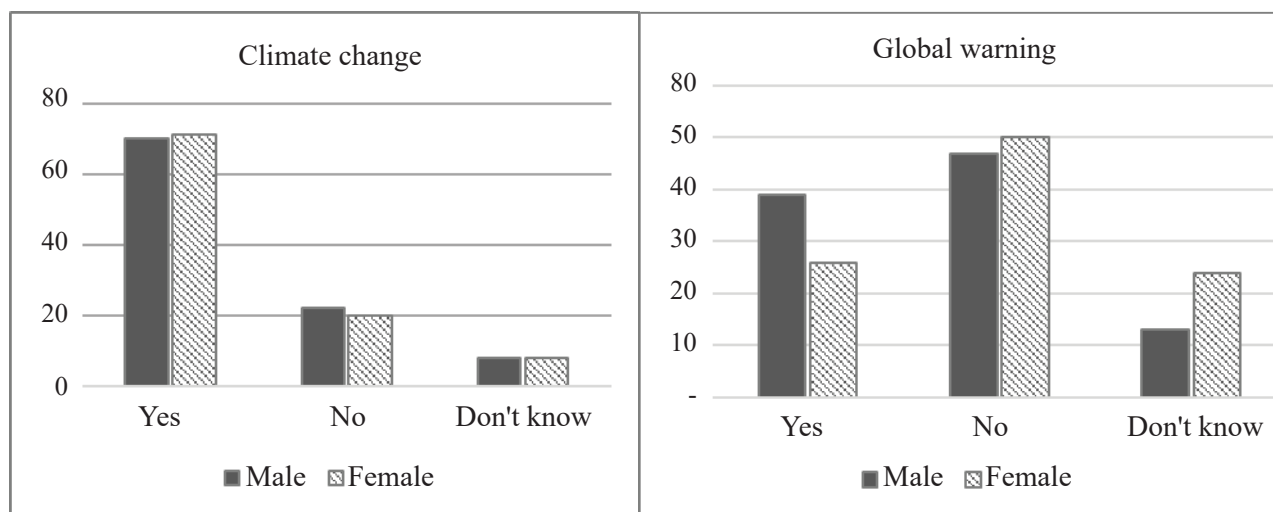 Climate change
80
60
40
20
0
Yes No Don't know
Male Female
Global warning
80
50
40
30
20
10
-
Yes No Don't know
Male Female